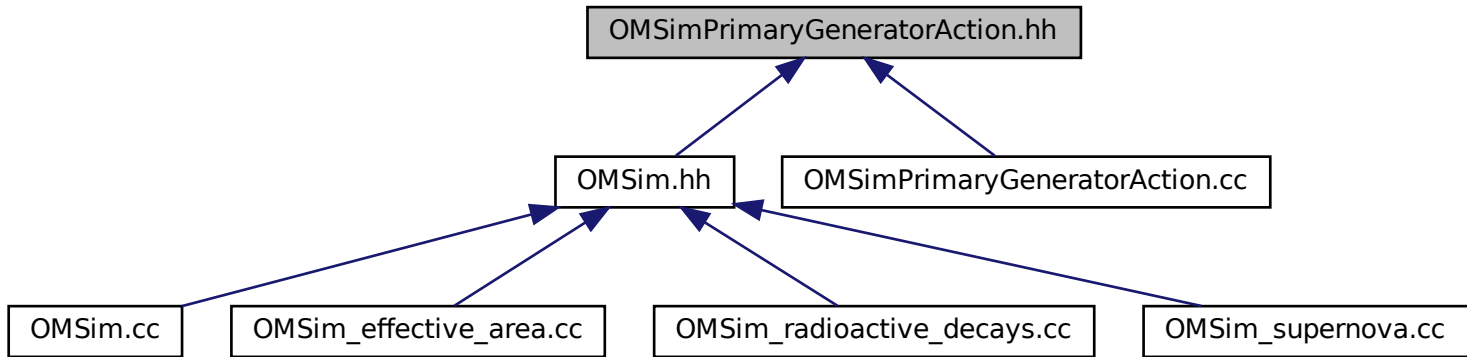 OMSimPrimaryGeneratorAction.hh
OMSim.hh
OMSimPrimaryGeneratorAction.cc
OMSim.cc
OMSim_effective_area.cc
OMSim_radioactive_decays.cc
OMSim_supernova.cc